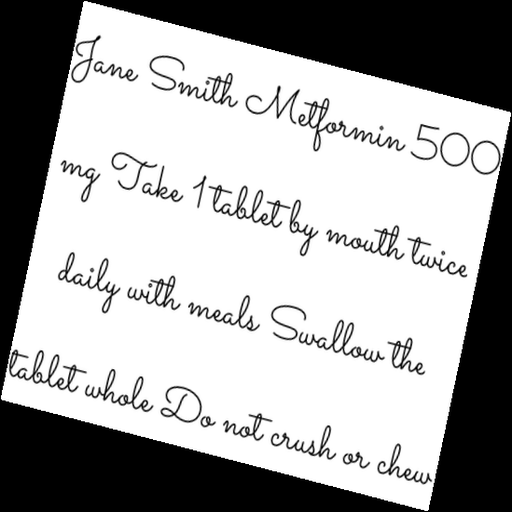 Jane Smith Metformin 500
mg Take 1 tablet by mouth twice
daily with meals Swallow the
tablet whole Do not crush or chew